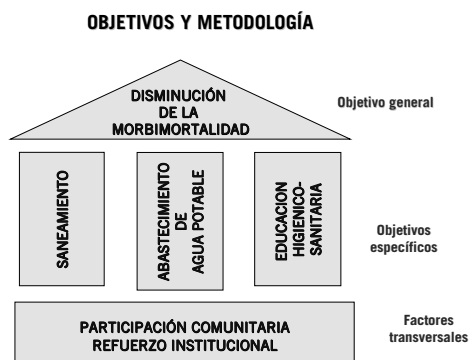 OBJETIVOS Y METODOLOGÍA
DISMINUCIÓN
DE LA
MORBIMORTALIDAD
Objetivo general
SANEAMIENTO
ABASTECIMIENTO
DE
AGUA POTABLE
EDUCACION
HIGIENICO-
SANITARIA
Objetivos
específicos
PARTICIPACIÓN COMUNITARIA
REFUERZO INSTITUCIONAL
Factores
transversales